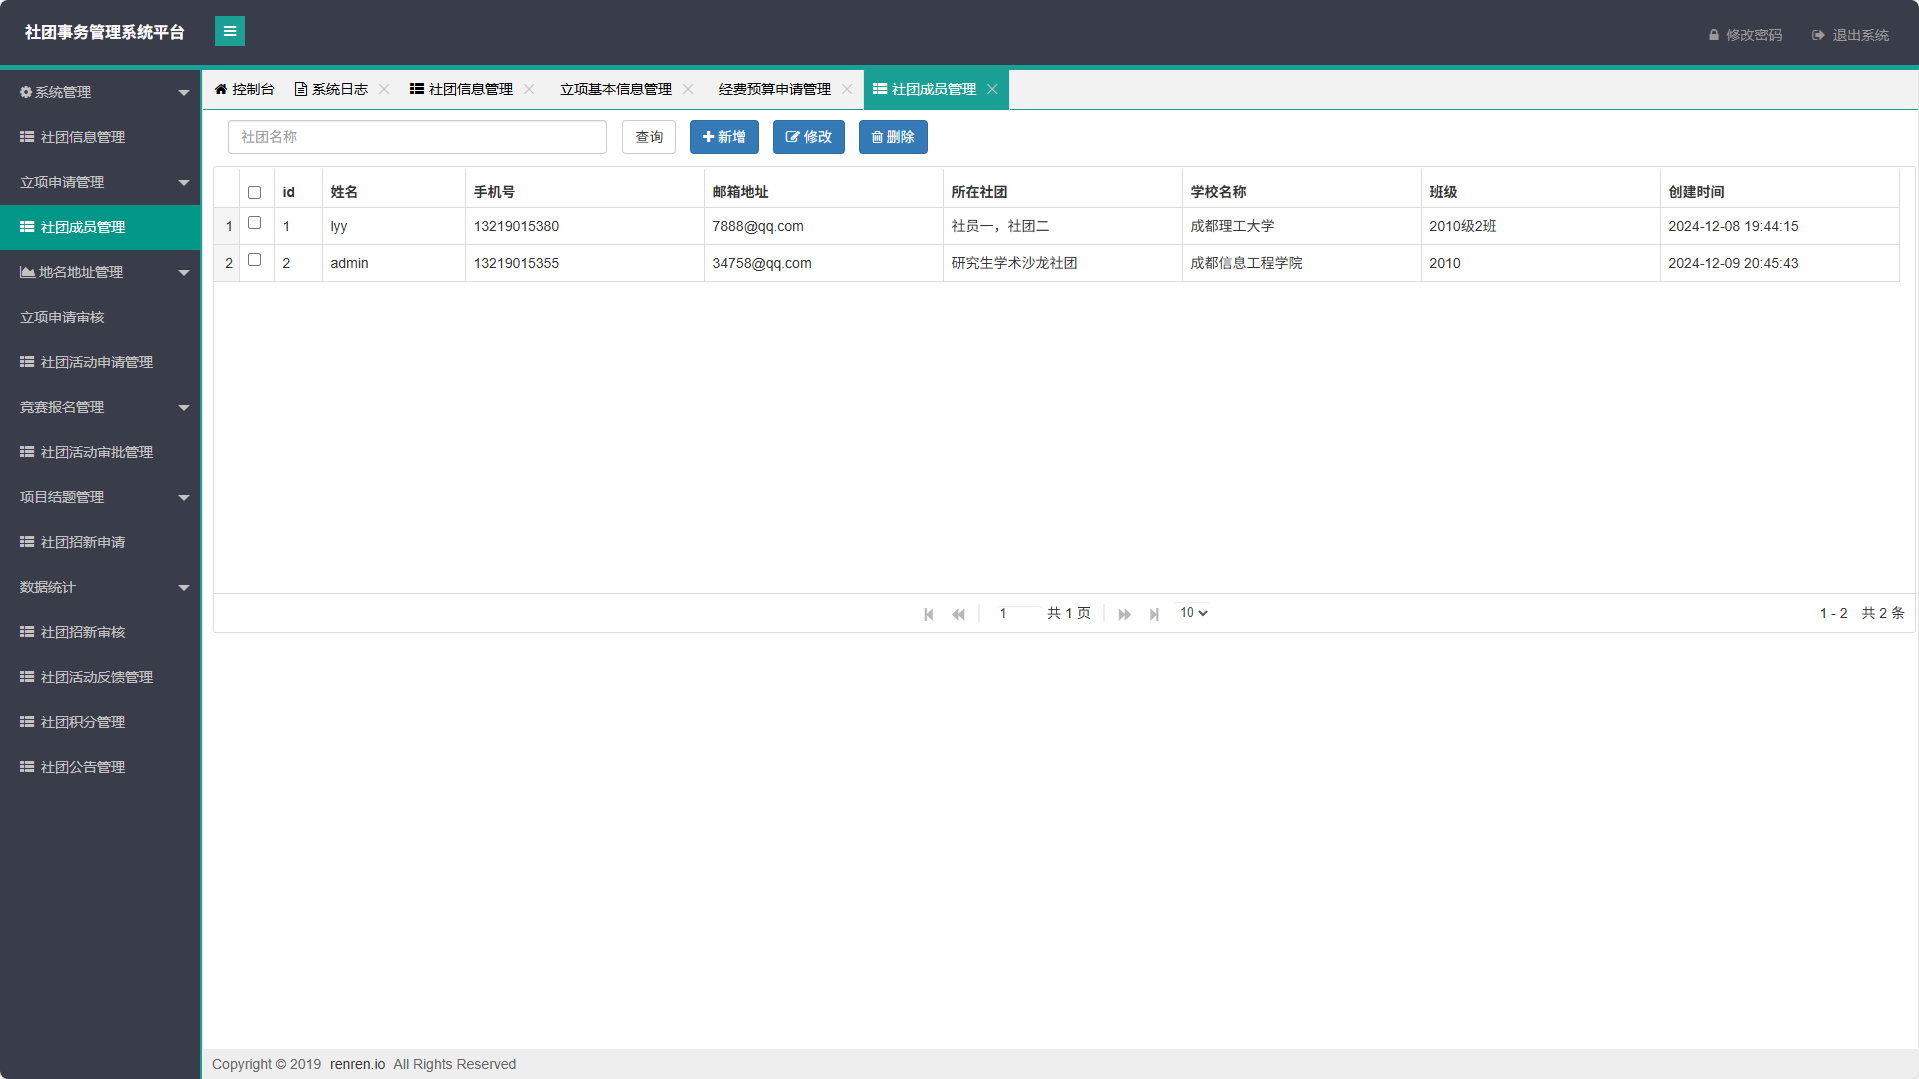 社团事务管理系统平台
修改密码 退出系统
系统管理
社团信息管理
立项申请管理
社团成员管理
地名地址管理
立项申请审核
社团活动申请管理
竞赛报名管理
社团活动审批管理
项目结题管理
社团招新申请
数据统计
社团招新审核
社团活动反馈管理
社团积分管理
社团公告管理
控制台 系统日志 社团信息管理 立项基本信息管理 经费预算申请管理 社团成员管理
社团名称 查询 新增 修改 删除
id 姓名 手机号 邮箱地址 所在社团 学校名称 班级 创建时间
1 1 lyy 13219015380 7888@qq.com 社员一，社团二 成都理工大学 2010级2班 2024-12-08 19:44:15
2 2 admin 13219015355 34758@qq.com 研究生学术沙龙社团 成都信息工程学院 2010 2024-12-09 20:45:43
1 共 1 页 10 1 - 2 共 2 条
Copyright © 2019 renren.io All Rights Reserved